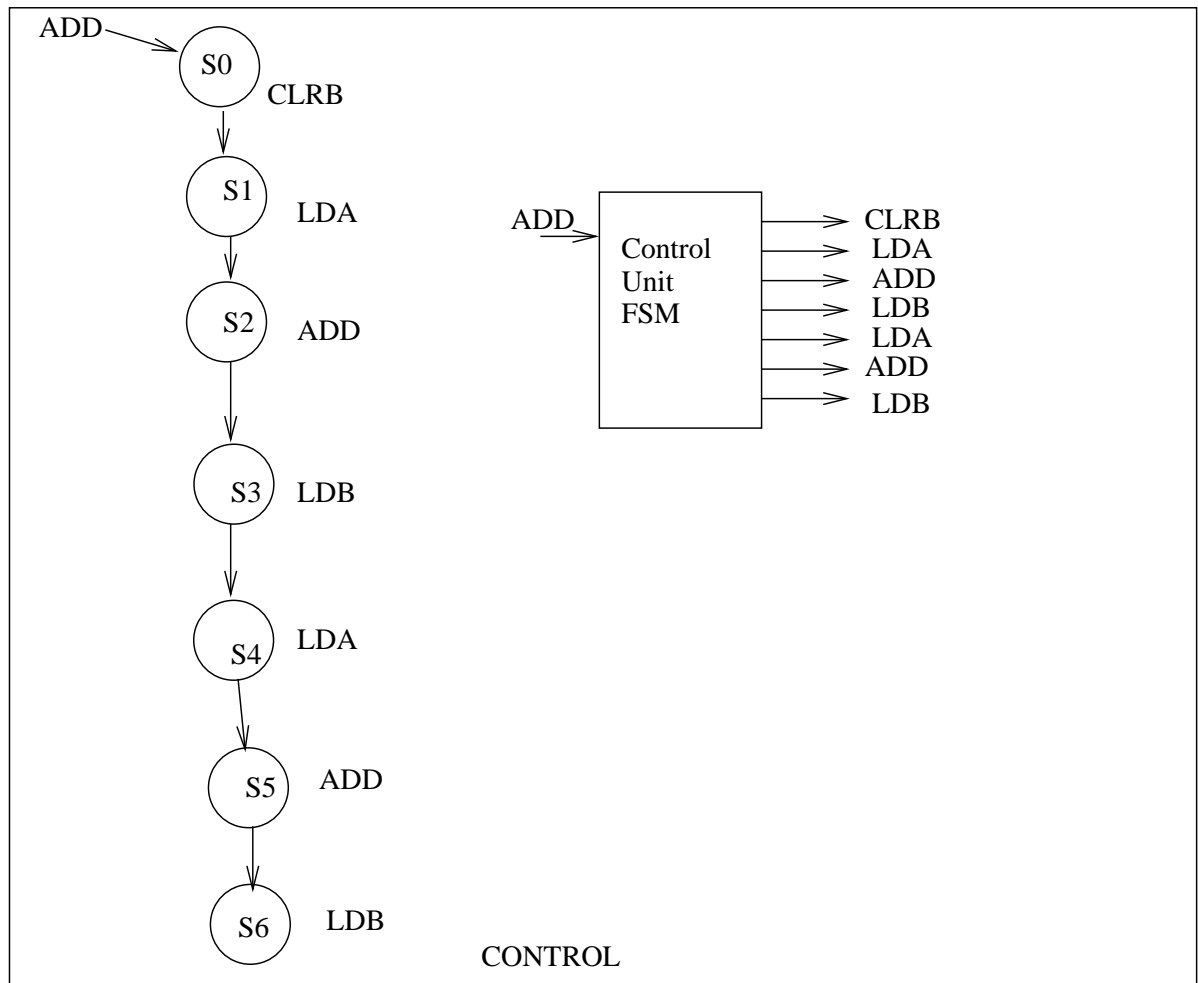 ADD
S0
CLRB
S1
LDA
S2
ADD
S3
LDB
S4
LDA
S5
ADD
S6
LDB
ADD
Control
Unit
FSM
CLRB
LDA
ADD
LDB
LDA
ADD
LDB
CONTROL